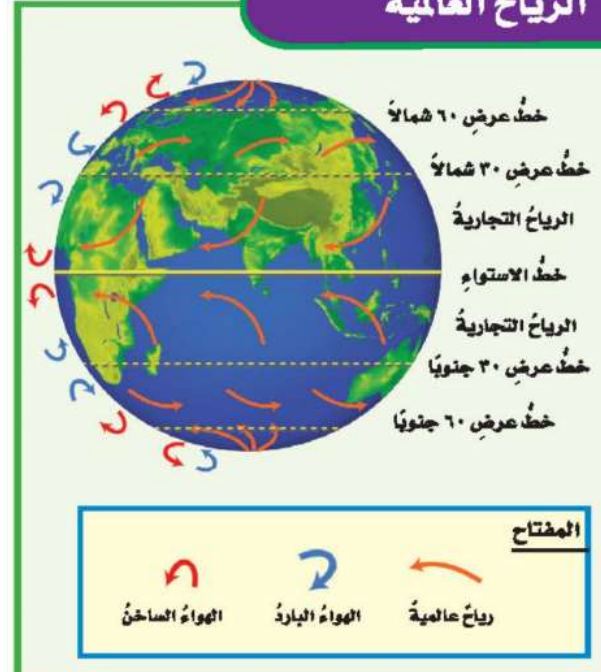 الرياح العالمية
خطُّ عرضِ ٦٠ شمالاً
خطُّ عرضِ ٣٠ شمالاً
الرياحُ التجاريةُ
خطُّ الاستواءِ
الرياحُ التجاريةُ
خطُّ عرضِ ٣٠ جنوبًا
خطُّ عرضِ ٦٠ جنوبًا
المفتاح
رياحٌ عالميةٌ
الهواءُ الباردُ
الهواءُ الساخنُ